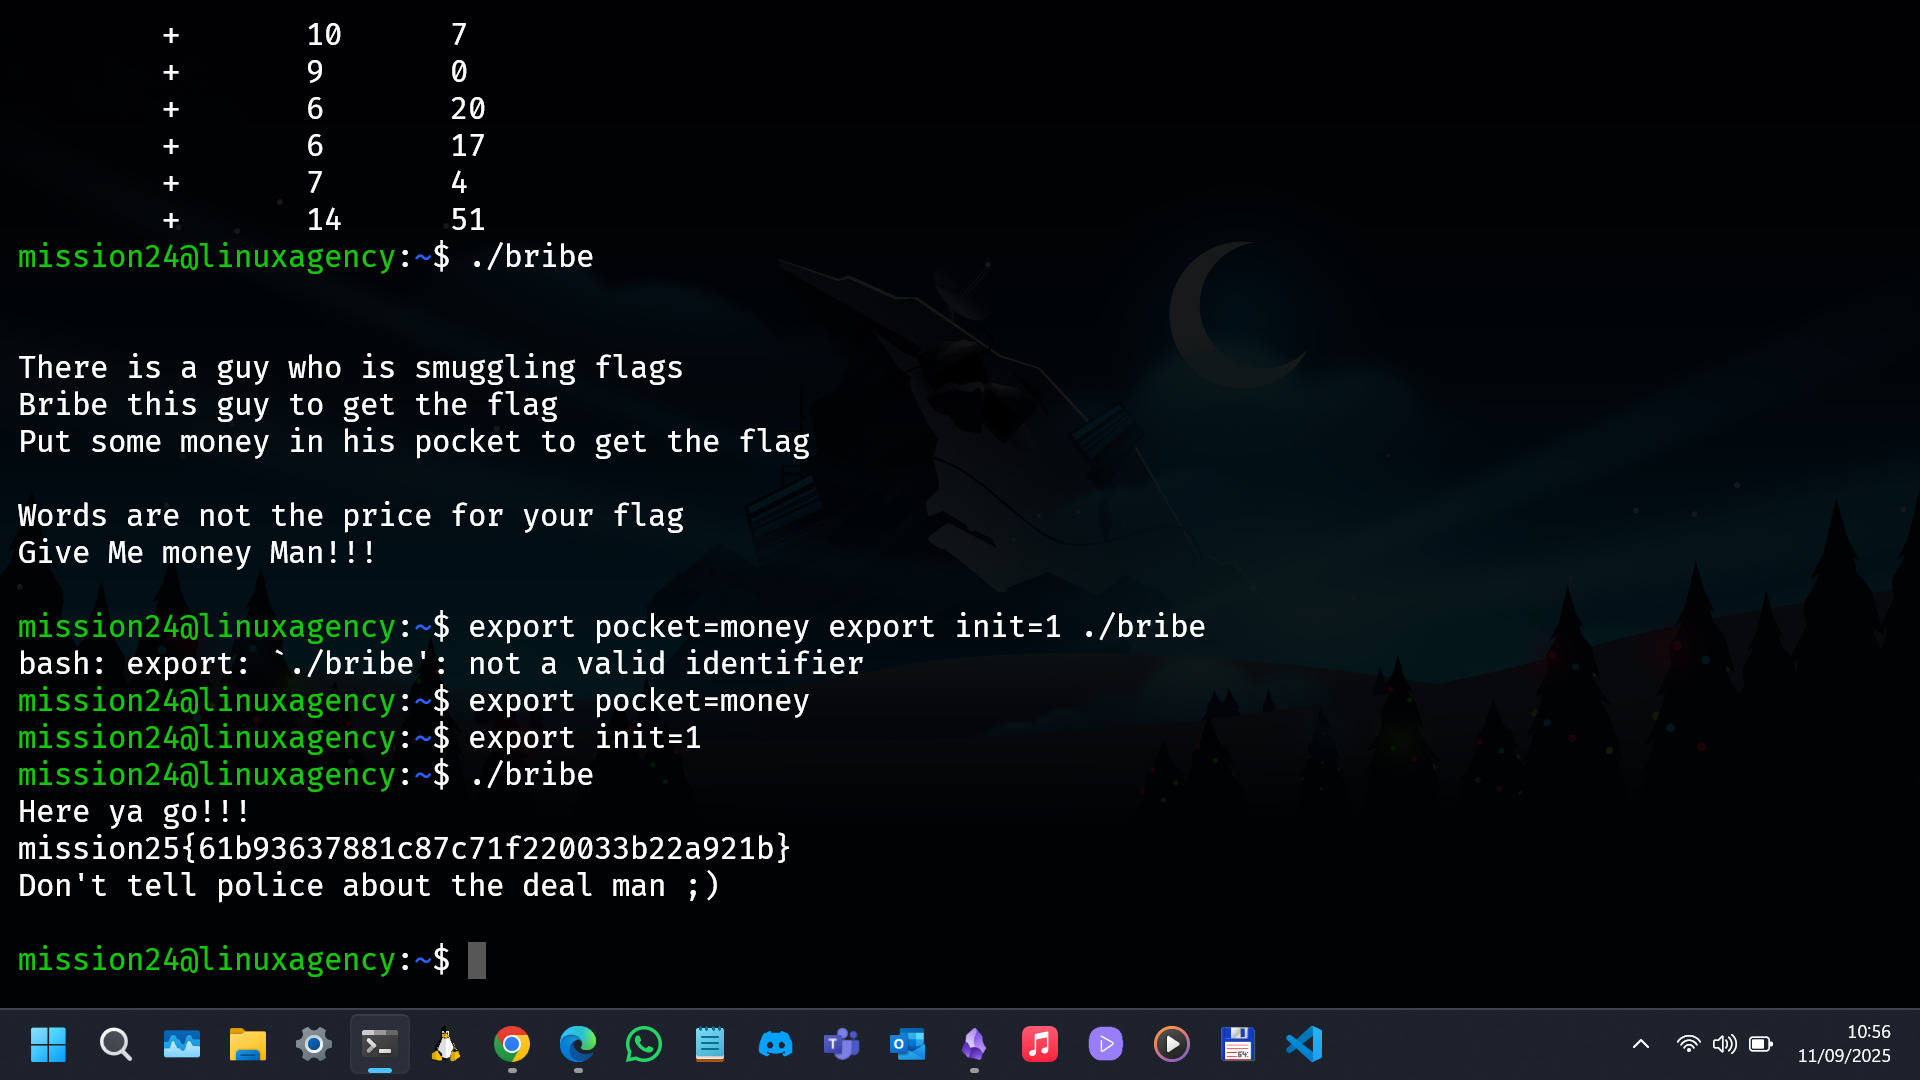 + 10 7
+ 9 0
+ 6 20
+ 6 17
+ 7 4
+ 14 51
mission24@linuxagency:~$ ./bribe
There is a guy who is smuggling flags
Bribe this guy to get the flag
Put some money in his pocket to get the flag
Words are not the price for your flag
Give Me money Man!!!
mission24@linuxagency:~$ export pocket=money export init=1 ./bribe
bash: export: `./bribe': not a valid identifier
mission24@linuxagency:~$ export pocket=money
mission24@linuxagency:~$ export init=1
mission24@linuxagency:~$ ./bribe
Here ya go!!!
mission25{61b93637881c87c71f220033b22a921b}
Don't tell police about the deal man ;)
mission24@linuxagency:~$
10:56
11/09/2025